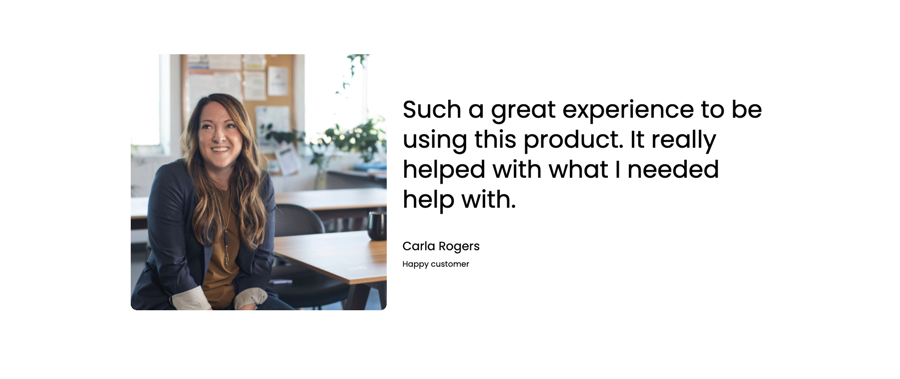 Such a great experience to be
using this product. It really
helped with what I needed
help with.
Carla Rogers
Happy customer